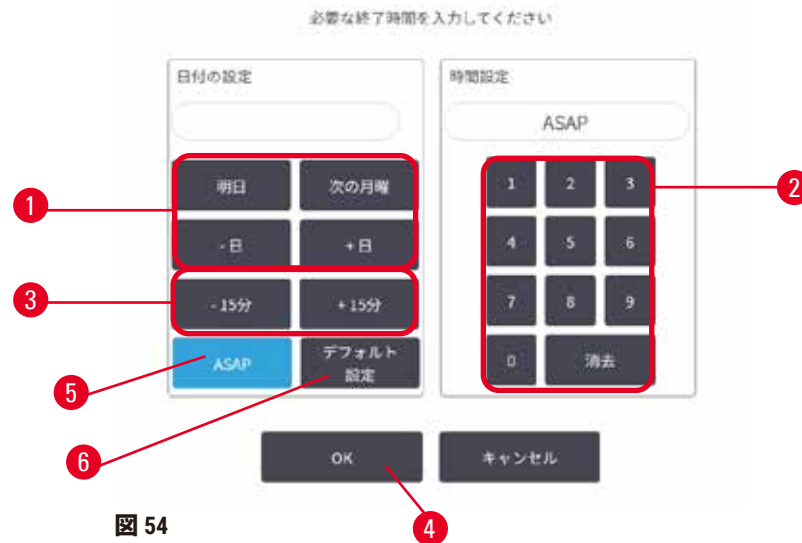 必要な終了時間を入力してください
日付の設定
時間設定
ASAP
明日
次の月曜
1
2
3
2
1
- 日
+ 日
4
5
6
3
- 15分
+ 15分
7
8
9
ASAP
デフォルト
設定
0
消去
5
6
OK
キャンセル
4
図 54